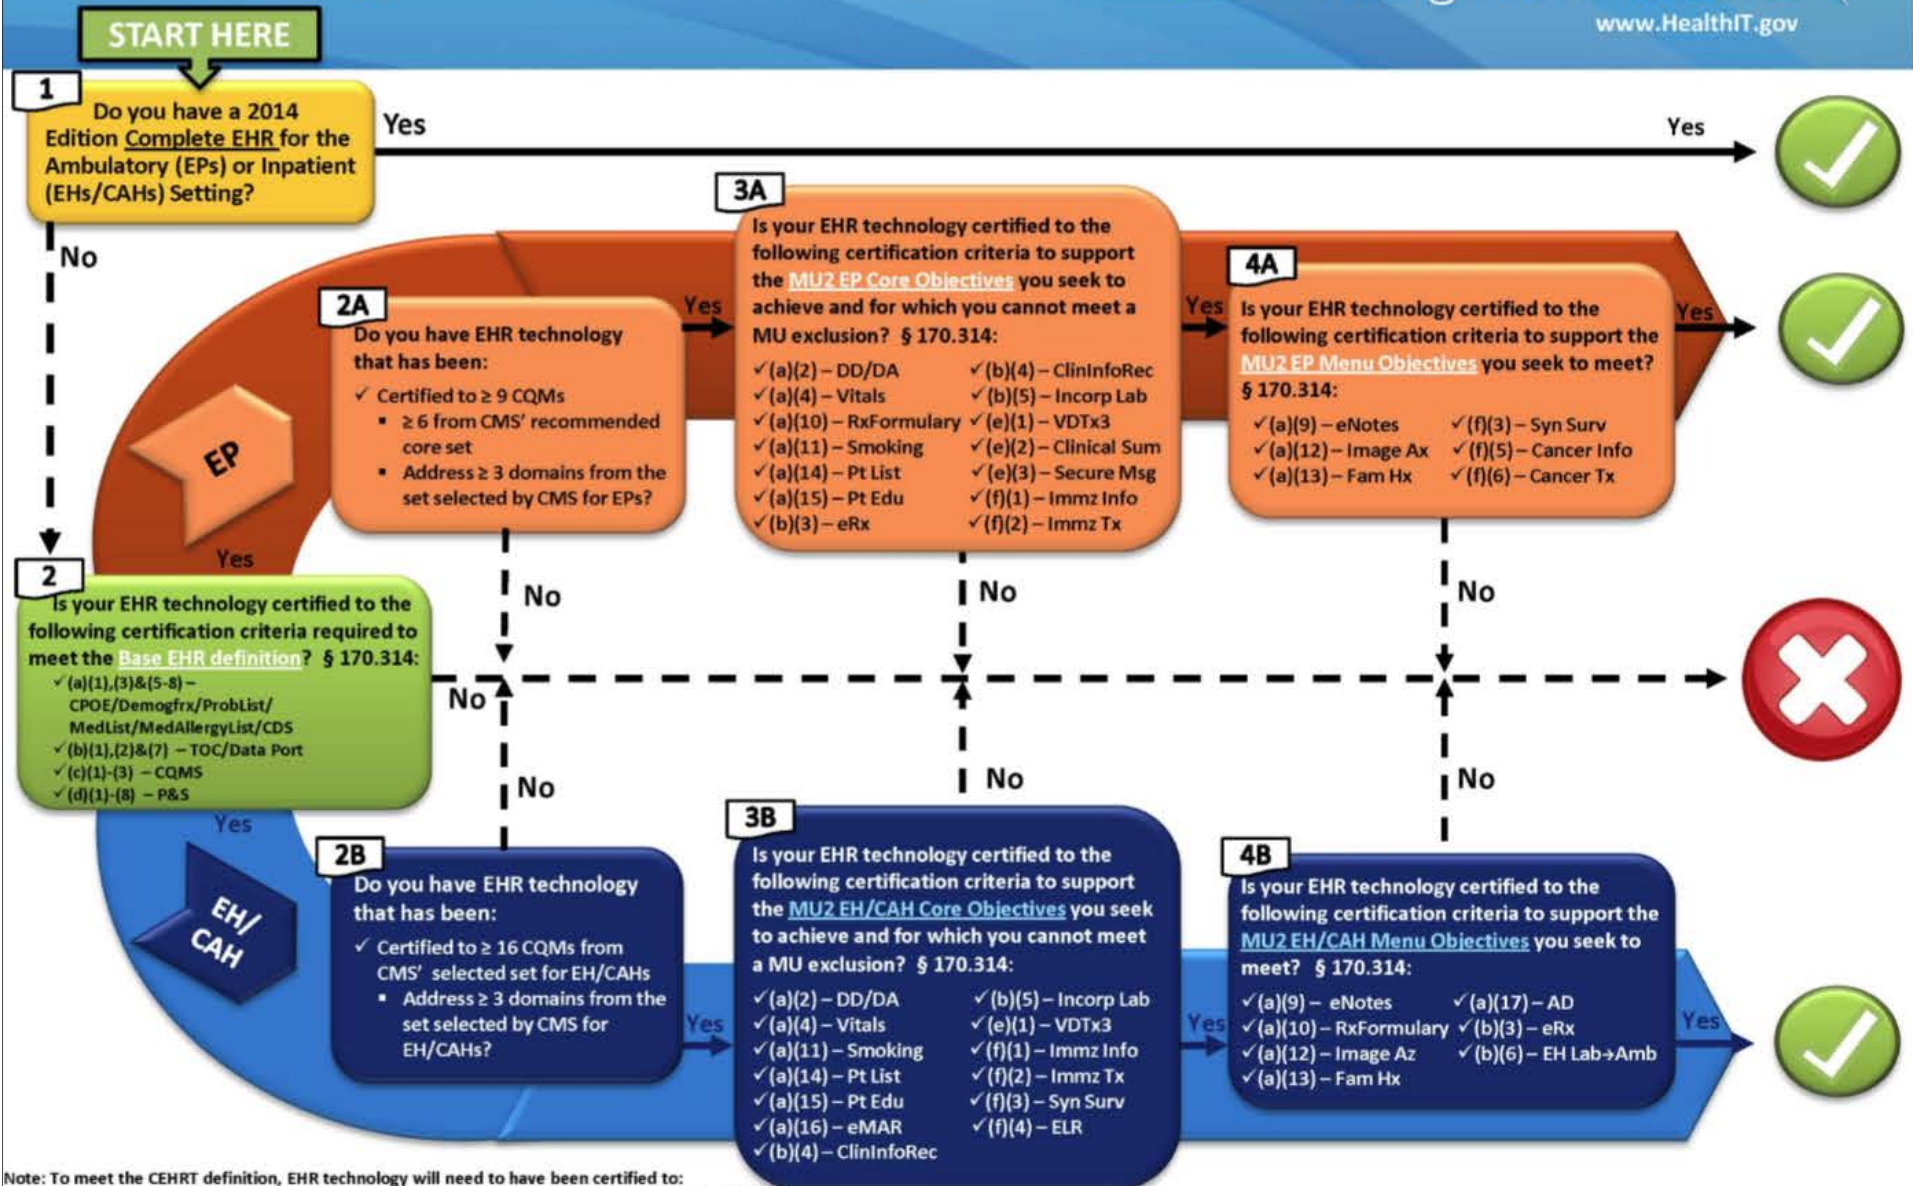 www.HealthIT.gov
START HERE
1
Do you have a 2014
Edition Complete EHR for the
Ambulatory (EPs) or Inpatient
(EHs/CAHs) Setting?
Yes
Yes
No
EP
Yes
2A
Do you have EHR technology
that has been:
✓ Certified to ≥ 9 CQMs
▪ ≥ 6 from CMS' recommended
core set
▪ Address ≥ 3 domains from the
set selected by CMS for EPs?
Yes
No
3A
Is your EHR technology certified to the
following certification criteria to support
the MU2 EP Core Objectives you seek to
achieve and for which you cannot meet a
MU exclusion? § 170.314:
✓(a)(2) – DD/DA
✓(a)(4) – Vitals
✓(a)(10) – RxFormulary
✓(a)(11) – Smoking
✓(a)(14) – Pt List
✓(a)(15) – Pt Edu
✓(b)(3) – eRx
✓(b)(4) – ClinInfoRec
✓(b)(5) – Incorp Lab
✓(e)(1) – VDTx3
✓(e)(2) – Clinical Sum
✓(e)(3) – Secure Msg
✓(f)(1) – Immz Info
✓(f)(2) – Immz Tx
Yes
No
4A
Is your EHR technology certified to the
following certification criteria to support the
MU2 EP Menu Objectives you seek to meet?
§ 170.314:
✓(a)(9) – eNotes
✓(a)(12) – Image Ax
✓(a)(13) – Fam Hx
✓(f)(3) – Syn Surv
✓(f)(5) – Cancer Info
✓(f)(6) – Cancer Tx
Yes
No
2
Is your EHR technology certified to the
following certification criteria required to
meet the Base EHR definition? § 170.314:
✓(a)(1),(3)&(5-8) –
CPOE/Demogfrx/ProbList/
MedList/MedAllergyList/CDS
✓(b)(1),(2)&(7) – TOC/Data Port
✓(c)(1)-(3) – CQMS
✓(d)(1)-(8) – P&S
No
Yes
EH/
CAH
2B
Do you have EHR technology
that has been:
✓ Certified to ≥ 16 CQMs from
CMS' selected set for EH/CAHs
▪ Address ≥ 3 domains from the
set selected by CMS for
EH/CAHs?
No
Yes
3B
Is your EHR technology certified to the
following certification criteria to support
the MU2 EH/CAH Core Objectives you seek
to achieve and for which you cannot meet
a MU exclusion? § 170.314:
✓(a)(2) – DD/DA
✓(a)(4) – Vitals
✓(a)(11) – Smoking
✓(a)(14) – Pt List
✓(a)(15) – Pt Edu
✓(a)(16) – eMAR
✓(b)(4) – ClinInfoRec
✓(b)(5) – Incorp Lab
✓(e)(1) – VDTx3
✓(f)(1) – Immz Info
✓(f)(2) – Immz Tx
✓(f)(3) – Syn Surv
✓(f)(4) – ELR
No
Yes
4B
Is your EHR technology certified to the
following certification criteria to support the
MU2 EH/CAH Menu Objectives you seek to
meet? § 170.314:
✓(a)(9) – eNotes
✓(a)(10) – RxFormulary
✓(a)(12) – Image Az
✓(a)(13) – Fam Hx
✓(a)(17) – AD
✓(b)(3) – eRx
✓(b)(6) – EH Lab→Amb
No
Yes
Note: To meet the CEHRT definition, EHR technology will need to have been certified to: